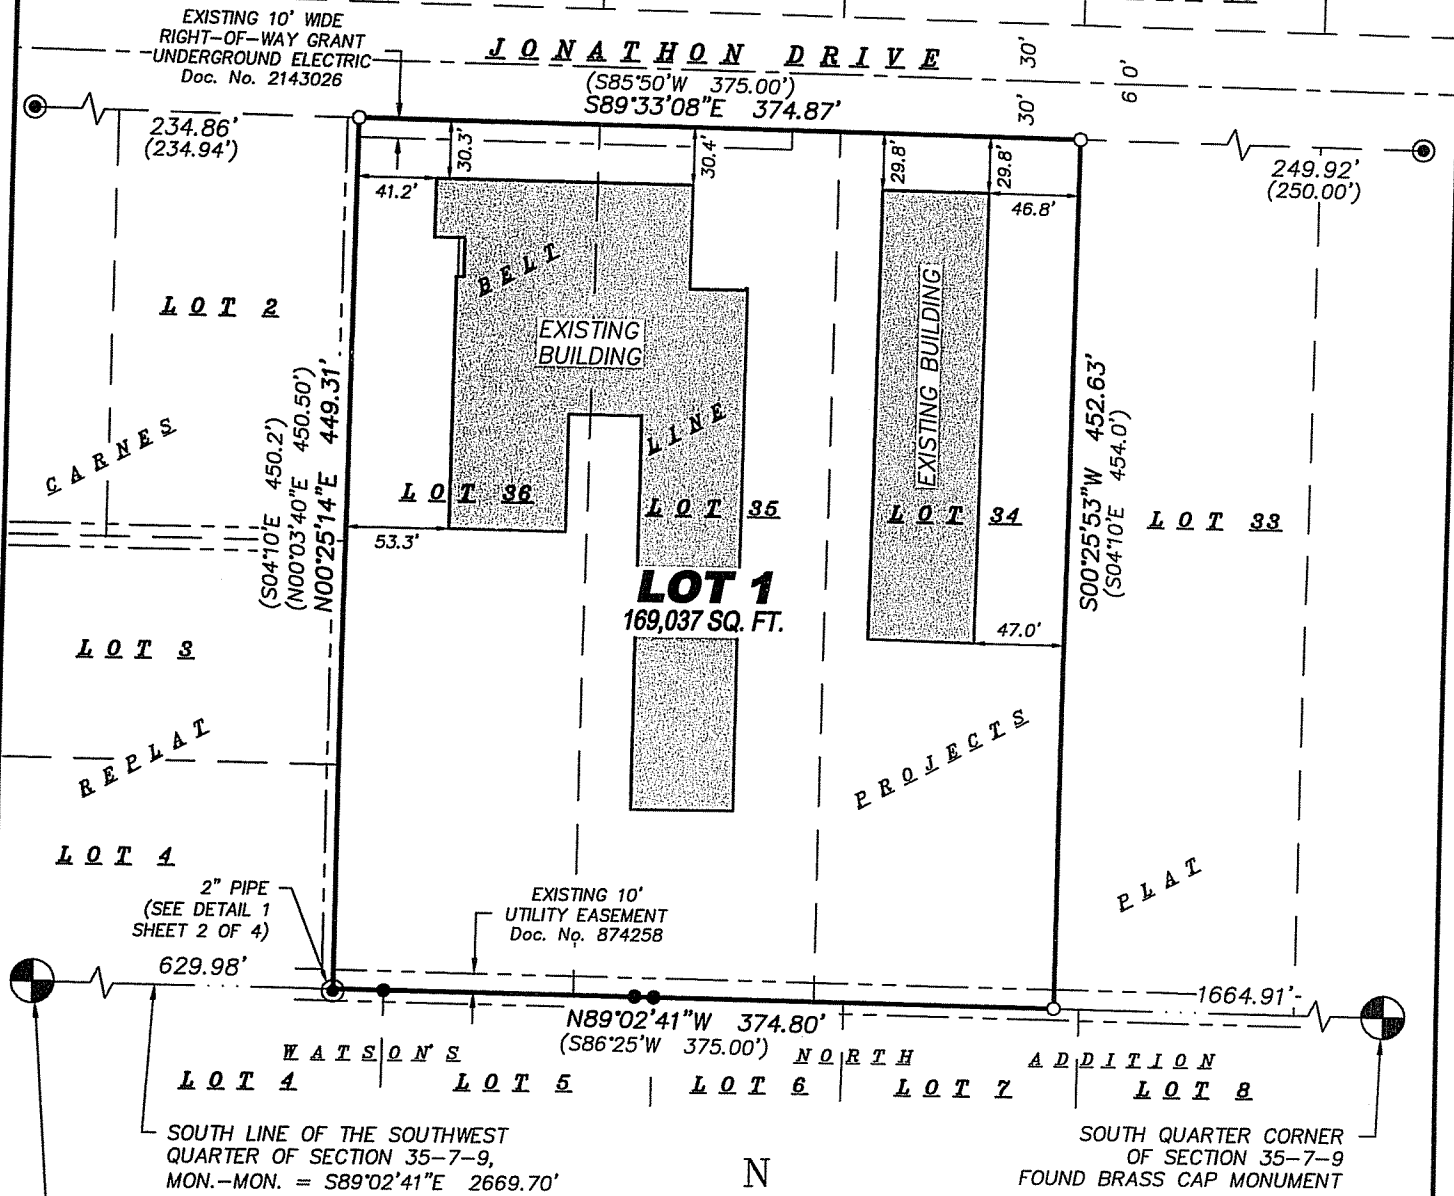 EXISTING 10' WIDE
RIGHT-OF-WAY GRANT
UNDERGROUND ELECTRIC
Doc. No. 2143026
JONATHON DRIVE
(S85°50'W 375.00')
S89°33'08"E 374.87'
30'
30'
60'
234.86'
(234.94')
249.92'
(250.00')
30.3'
30.4'
29.8'
29.8'
41.2'
46.8'
LOT 2
BELT
EXISTING
BUILDING
EXISTING BUILDING
LINE
CARNES
(S04°10'E 450.2')
(N00°03'40"E 450.50')
N00°25'14"E 449.31'
S00°25'53"W 452.63'
(S04°10'E 454.0')
LOT 36
LOT 35
LOT 34
LOT 33
53.3'
LOT 1
169,037 SQ. FT.
47.0'
LOT 3
REPLAT
PROJECTS
LOT 4
PLAT
2" PIPE
(SEE DETAIL 1
SHEET 2 OF 4)
EXISTING 10'
UTILITY EASEMENT
Doc. No. 874258
629.98'
1664.91'
N89°02'41"W 374.80'
(S86°25'W 375.00')
WATSON'S NORTH ADDITION
LOT 4 LOT 5 LOT 6 LOT 7 LOT 8
SOUTH LINE OF THE SOUTHWEST
QUARTER OF SECTION 35-7-9,
MON.-MON. = S89°02'41"E 2669.70'
N
SOUTH QUARTER CORNER
OF SECTION 35-7-9
FOUND BRASS CAP MONUMENT